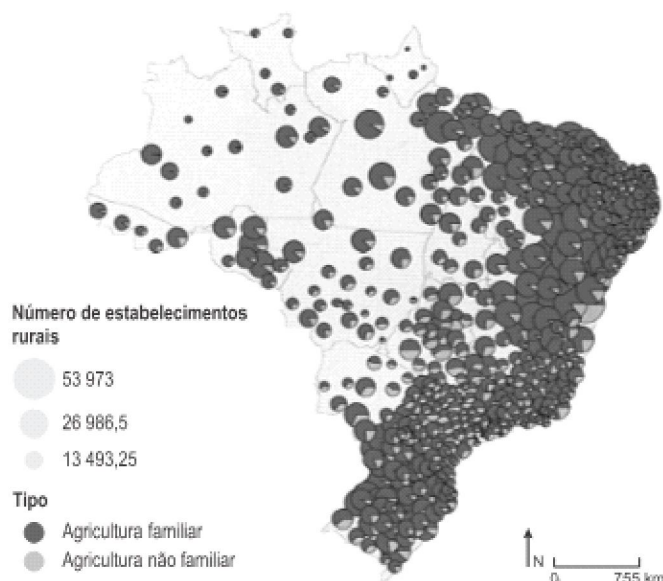 Número de estabelecimentos
rurais
53 973
26 986,5
13 493,25
Tipo
Agricultura familiar
Agricultura não familiar
N
0 755 km